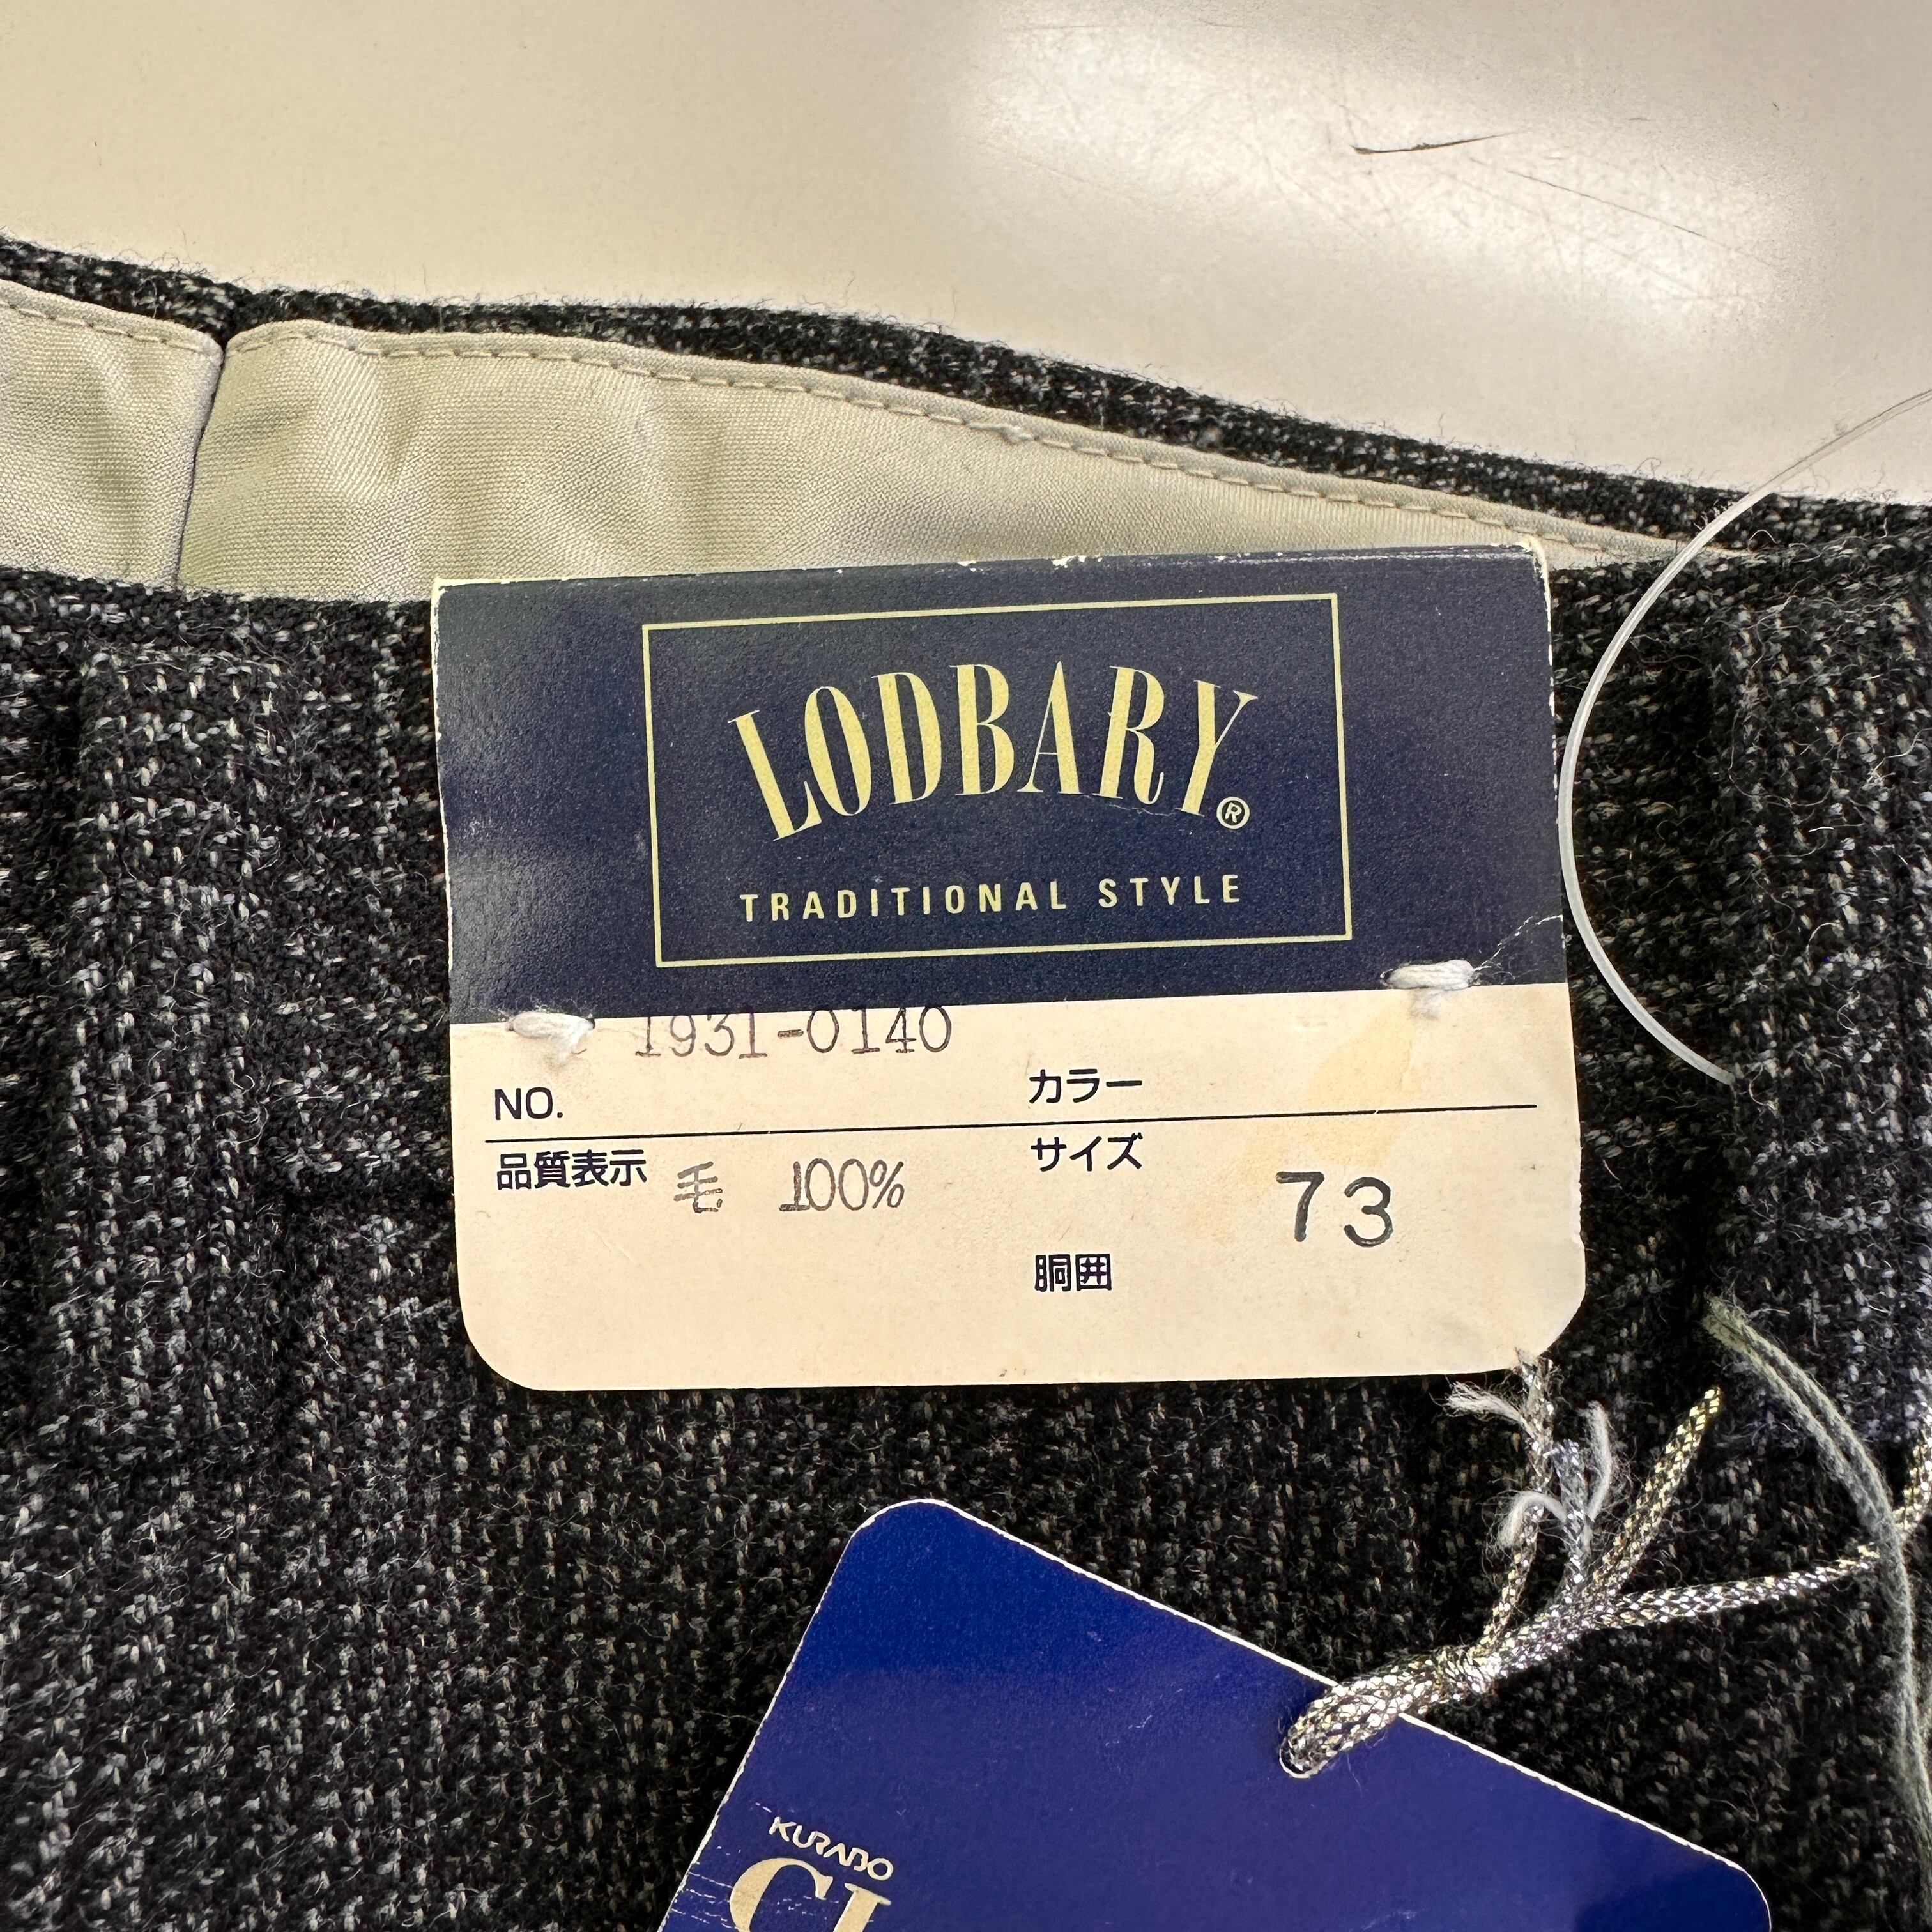 LODBARY®
TRADITIONAL STYLE
1931-0140
NO. カラー
品質表示 毛 100% サイズ 73
胴囲
KURABO